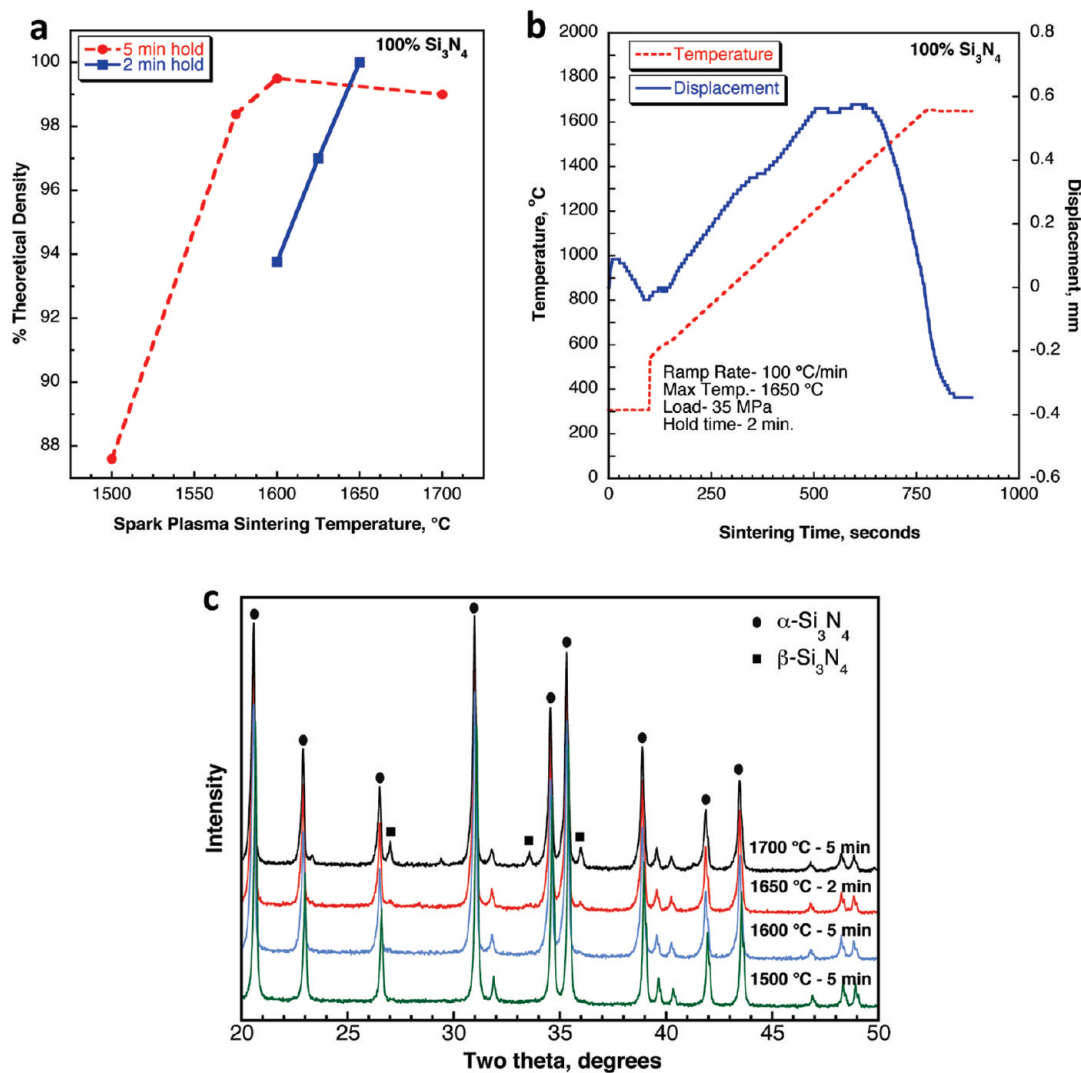 a
100% Si3N4
5 min hold
2 min hold
100
98
96
94
92
90
88
% Theoretical Density
1500
1550
1600
1650
1700
Spark Plasma Sintering Temperature, °C
b
100% Si3N4
Temperature
Displacement
2000
1800
1600
1400
1200
1000
800
600
400
200
0
Temperature, °C
0.8
0.6
0.4
0.2
0
-0.2
-0.4
-0.6
Displacement, mm
Ramp Rate- 100 °C/min
Max Temp.- 1650 °C
Load- 35 MPa
Hold time- 2 min.
0
250
500
750
1000
Sintering Time, seconds
c
α-Si3N4
β-Si3N4
Intensity
1700 °C - 5 min
1650 °C - 2 min
1600 °C - 5 min
1500 °C - 5 min
20
25
31
36
40
45
50
Two theta, degrees